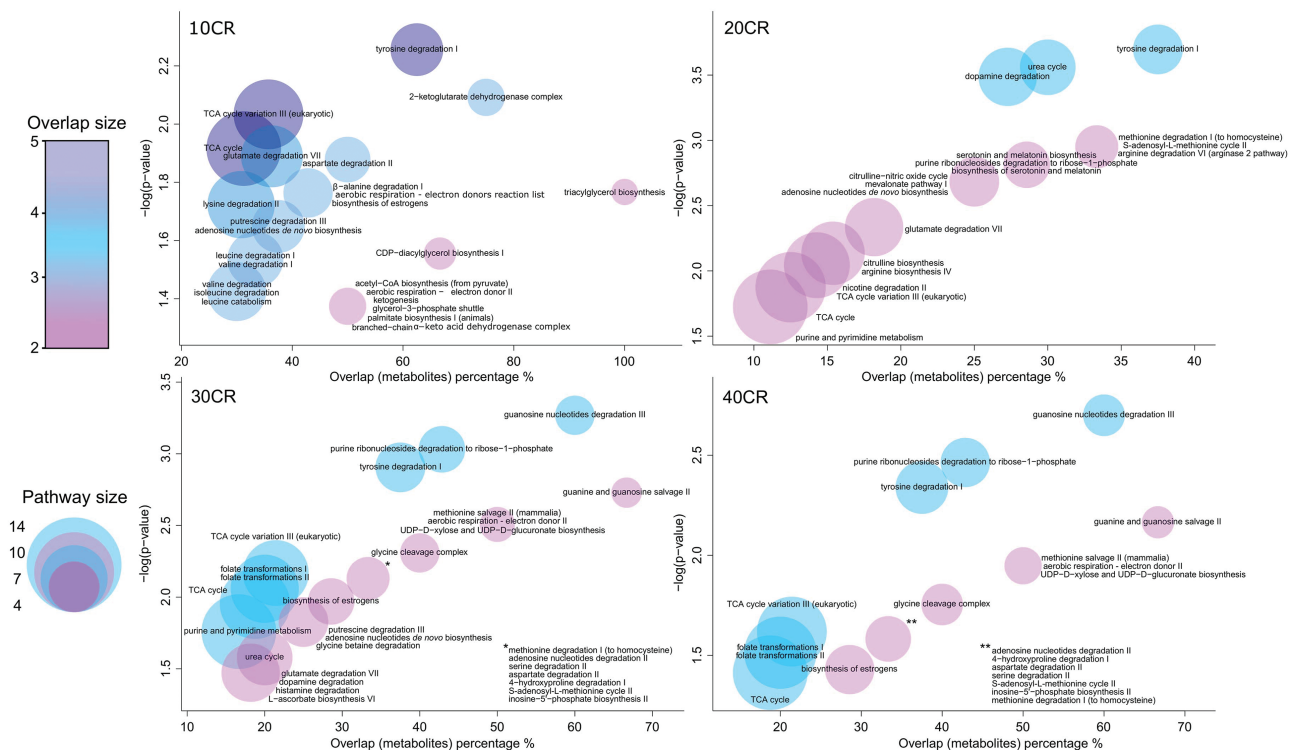 Overlap size
5
4
3
2
Pathway size
14
10
7
4
10CR
−log(p−value)
2.2
2.0
1.8
1.6
1.4
tyrosine degradation I
2-ketoglutarate dehydrogenase complex
TCA cycle variation III (eukaryotic)
TCA cycle
glutamate degradation VII
aspartate degradation II
β-alanine degradation I
aerobic respiration - electron donors reaction list
biosynthesis of estrogens
triacylglycerol biosynthesis
lysine degradation II
putrescine degradation III
adenosine nucleotides de novo biosynthesis
leucine degradation I
valine degradation I
CDP−diacylglycerol biosynthesis I
valine degradation
isoleucine degradation
leucine catabolism
acetyl−CoA biosynthesis (from pyruvate)
aerobic respiration − electron donor II
ketogenesis
glycerol−3−phosphate shuttle
palmitate biosynthesis I (animals)
branched−chain α−keto acid dehydrogenase complex
20 40 60 80 100
Overlap (metabolites) percentage %
20CR
−log(p−value)
3.5
3.0
2.5
2.0
1.5
tyrosine degradation I
urea cycle
dopamine degradation
methionine degradation I (to homocysteine)
S-adenosyl-L-methionine cycle II
arginine degradation VI (arginase 2 pathway)
serotonin and melatonin biosynthesis
purine ribonucleosides degradation to ribose−1−phosphate
biosynthesis of serotonin and melatonin
citrulline−nitric oxide cycle
mevalonate pathway I
adenosine nucleotides de novo biosynthesis
glutamate degradation VII
citrulline biosynthesis
arginine biosynthesis IV
nicotine degradation II
TCA cycle variation III (eukaryotic)
TCA cycle
purine and pyrimidine metabolism
10 15 20 25 30 35 40
Overlap (metabolites) percentage %
30CR
−log(p−value)
3.5
3.0
2.5
2.0
1.5
guanosine nucleotides degradation III
purine ribonucleosides degradation to ribose−1−phosphate
tyrosine degradation I
guanine and guanosine salvage II
methionine salvage II (mammalia)
aerobic respiration - electron donor II
UDP−D−xylose and UDP−D−glucuronate biosynthesis
TCA cycle variation III (eukaryotic)
glycine cleavage complex
*
folate transformations I
folate transformations II
TCA cycle
biosynthesis of estrogens
purine and pyrimidine metabolism
putrescine degradation III
adenosine nucleotides de novo biosynthesis
glycine betaine degradation
urea cycle
glutamate degradation VII
dopamine degradation
histamine degradation
L−ascorbate biosynthesis VI
* methionine degradation I (to homocysteine)
adenosine nucleotides degradation II
serine degradation II
aspartate degradation II
4−hydroxyproline degradation I
S-adenosyl-L-methionine cycle II
inosine−5'−phosphate biosynthesis II
10 20 30 40 50 60 70
Overlap (metabolites) percentage %
40CR
−log(p−value)
2.5
2.0
1.5
guanosine nucleotides degradation III
purine ribonucleosides degradation to ribose−1−phosphate
tyrosine degradation I
guanine and guanosine salvage II
methionine salvage II (mammalia)
aerobic respiration - electron donor II
UDP−D−xylose and UDP−D−glucuronate biosynthesis
TCA cycle variation III (eukaryotic)
glycine cleavage complex
**
folate transformations I
folate transformations II
biosynthesis of estrogens
TCA cycle
** adenosine nucleotides degradation II
4−hydroxyproline degradation I
aspartate degradation II
serine degradation II
S-adenosyl-L-methionine cycle II
inosine−5'−phosphate biosynthesis II
methionine degradation I (to homocysteine)
20 30 40 50 60 70
Overlap (metabolites) percentage %